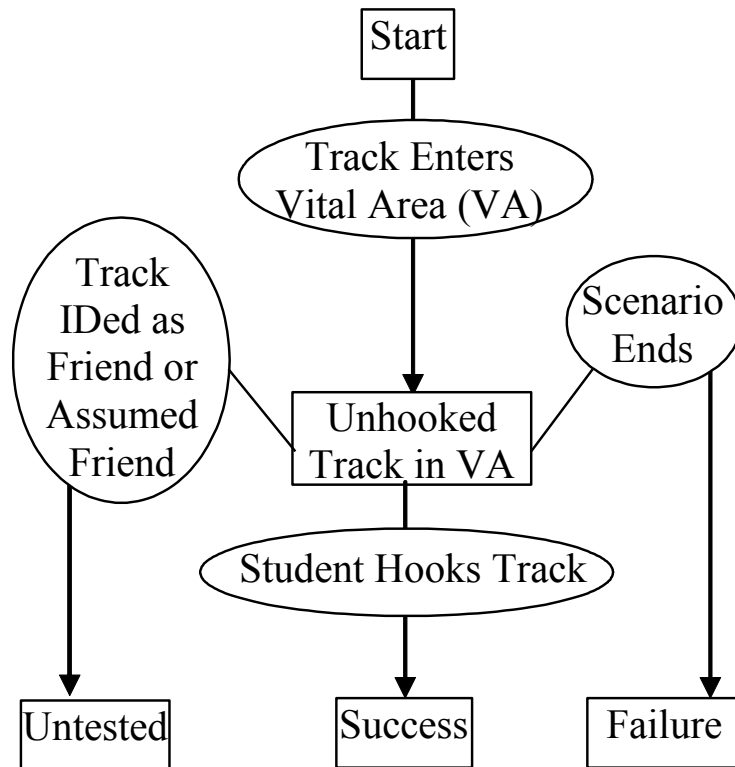 Start
Track Enters
Vital Area (VA)
Track
IDed as
Friend or
Assumed
Friend
Scenario
Ends
Unhooked
Track in VA
Student Hooks Track
Untested
Success
Failure